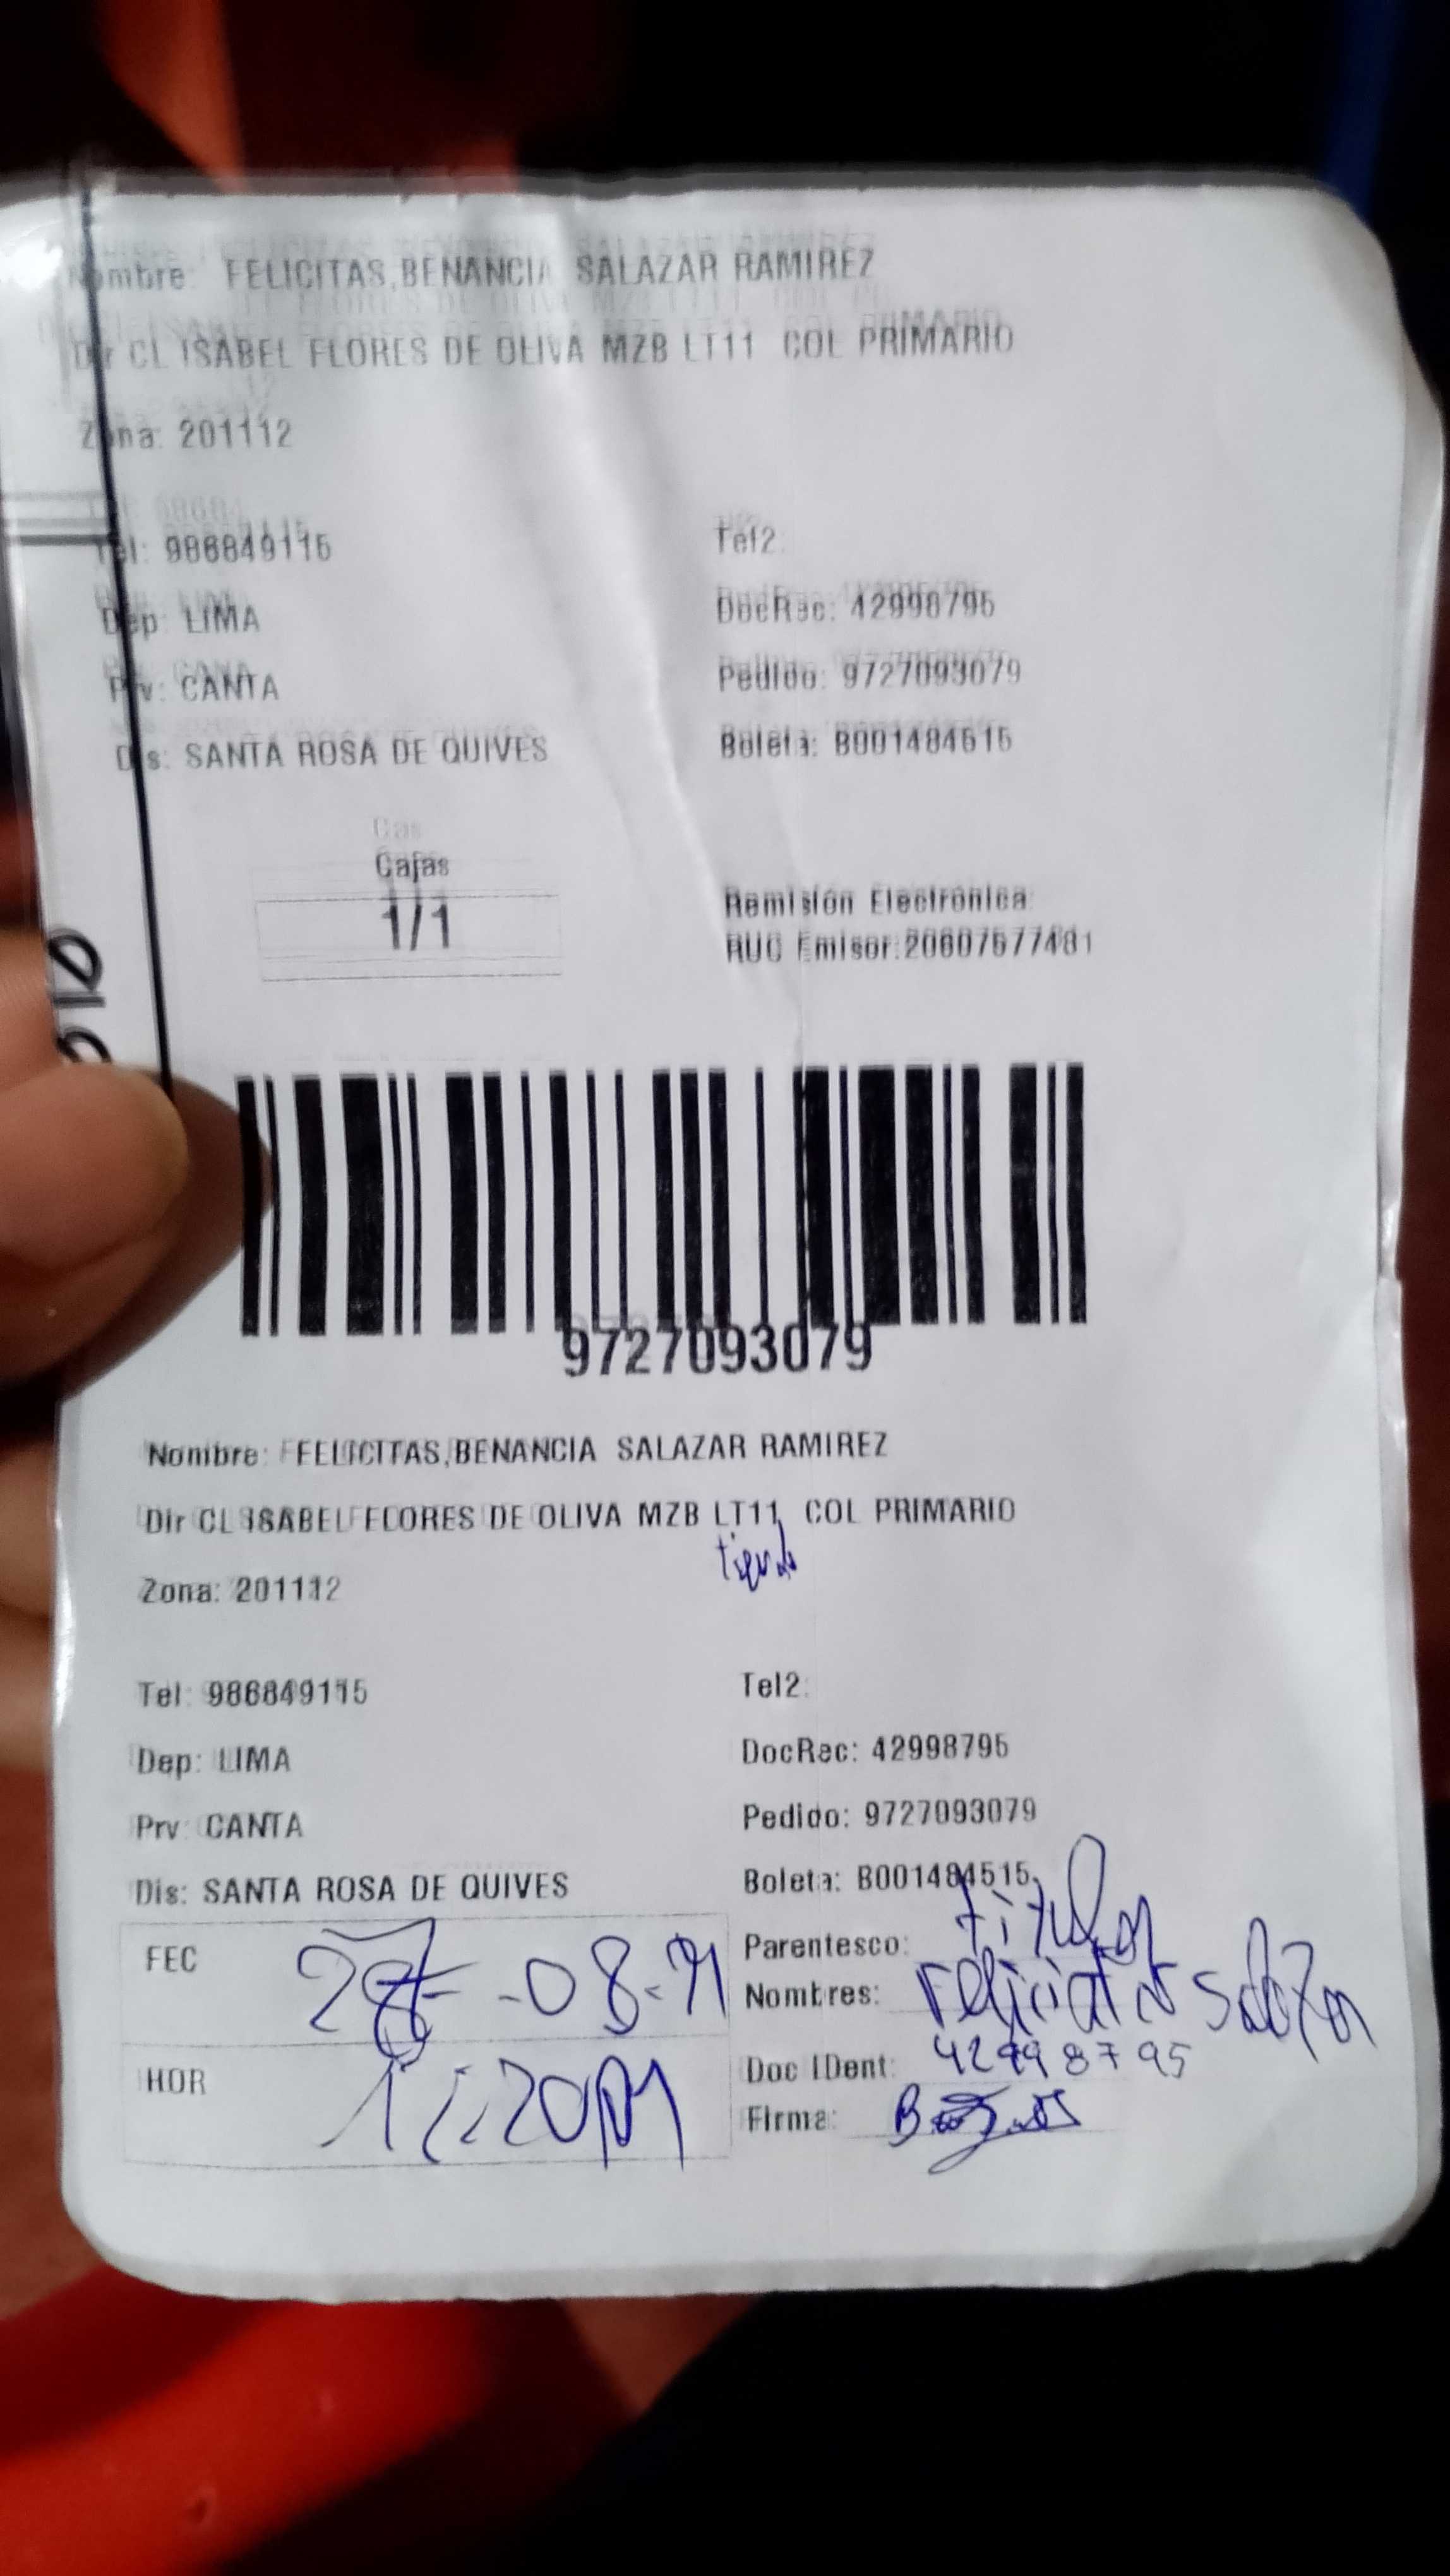 Nombre: FELICITAS,BENANCIA SALAZAR RAMIREZ
Dir CL ISABEL FLORES DE OLIVA MZB LT11 COL PRIMARIO
Zona: 201112
Tel: 986849115 Tel2:
Dep: LIMA DocRec: 42998795
Prv: CANTA Pedido: 9727093079
Dis: SANTA ROSA DE QUIVES Boleta: B001484515
Cajas
1/1
Remisión Electrónica:
RUC Emisor:20607577481
9727093079
Nombre: FELICITAS,BENANCIA SALAZAR RAMIREZ
Dir CL ISABEL FLORES DE OLIVA MZB LT11 COL PRIMARIO
tienda
Zona: 201112
Tel: 986849115 Tel2:
Dep: LIMA DocRec: 42998795
Prv: CANTA Pedido: 9727093079
Dis: SANTA ROSA DE QUIVES Boleta: B001484515
FEC Parentesco: titular
Nombres: Felicitas Salazar
HOR Doc IDent: 42998795
Firma: